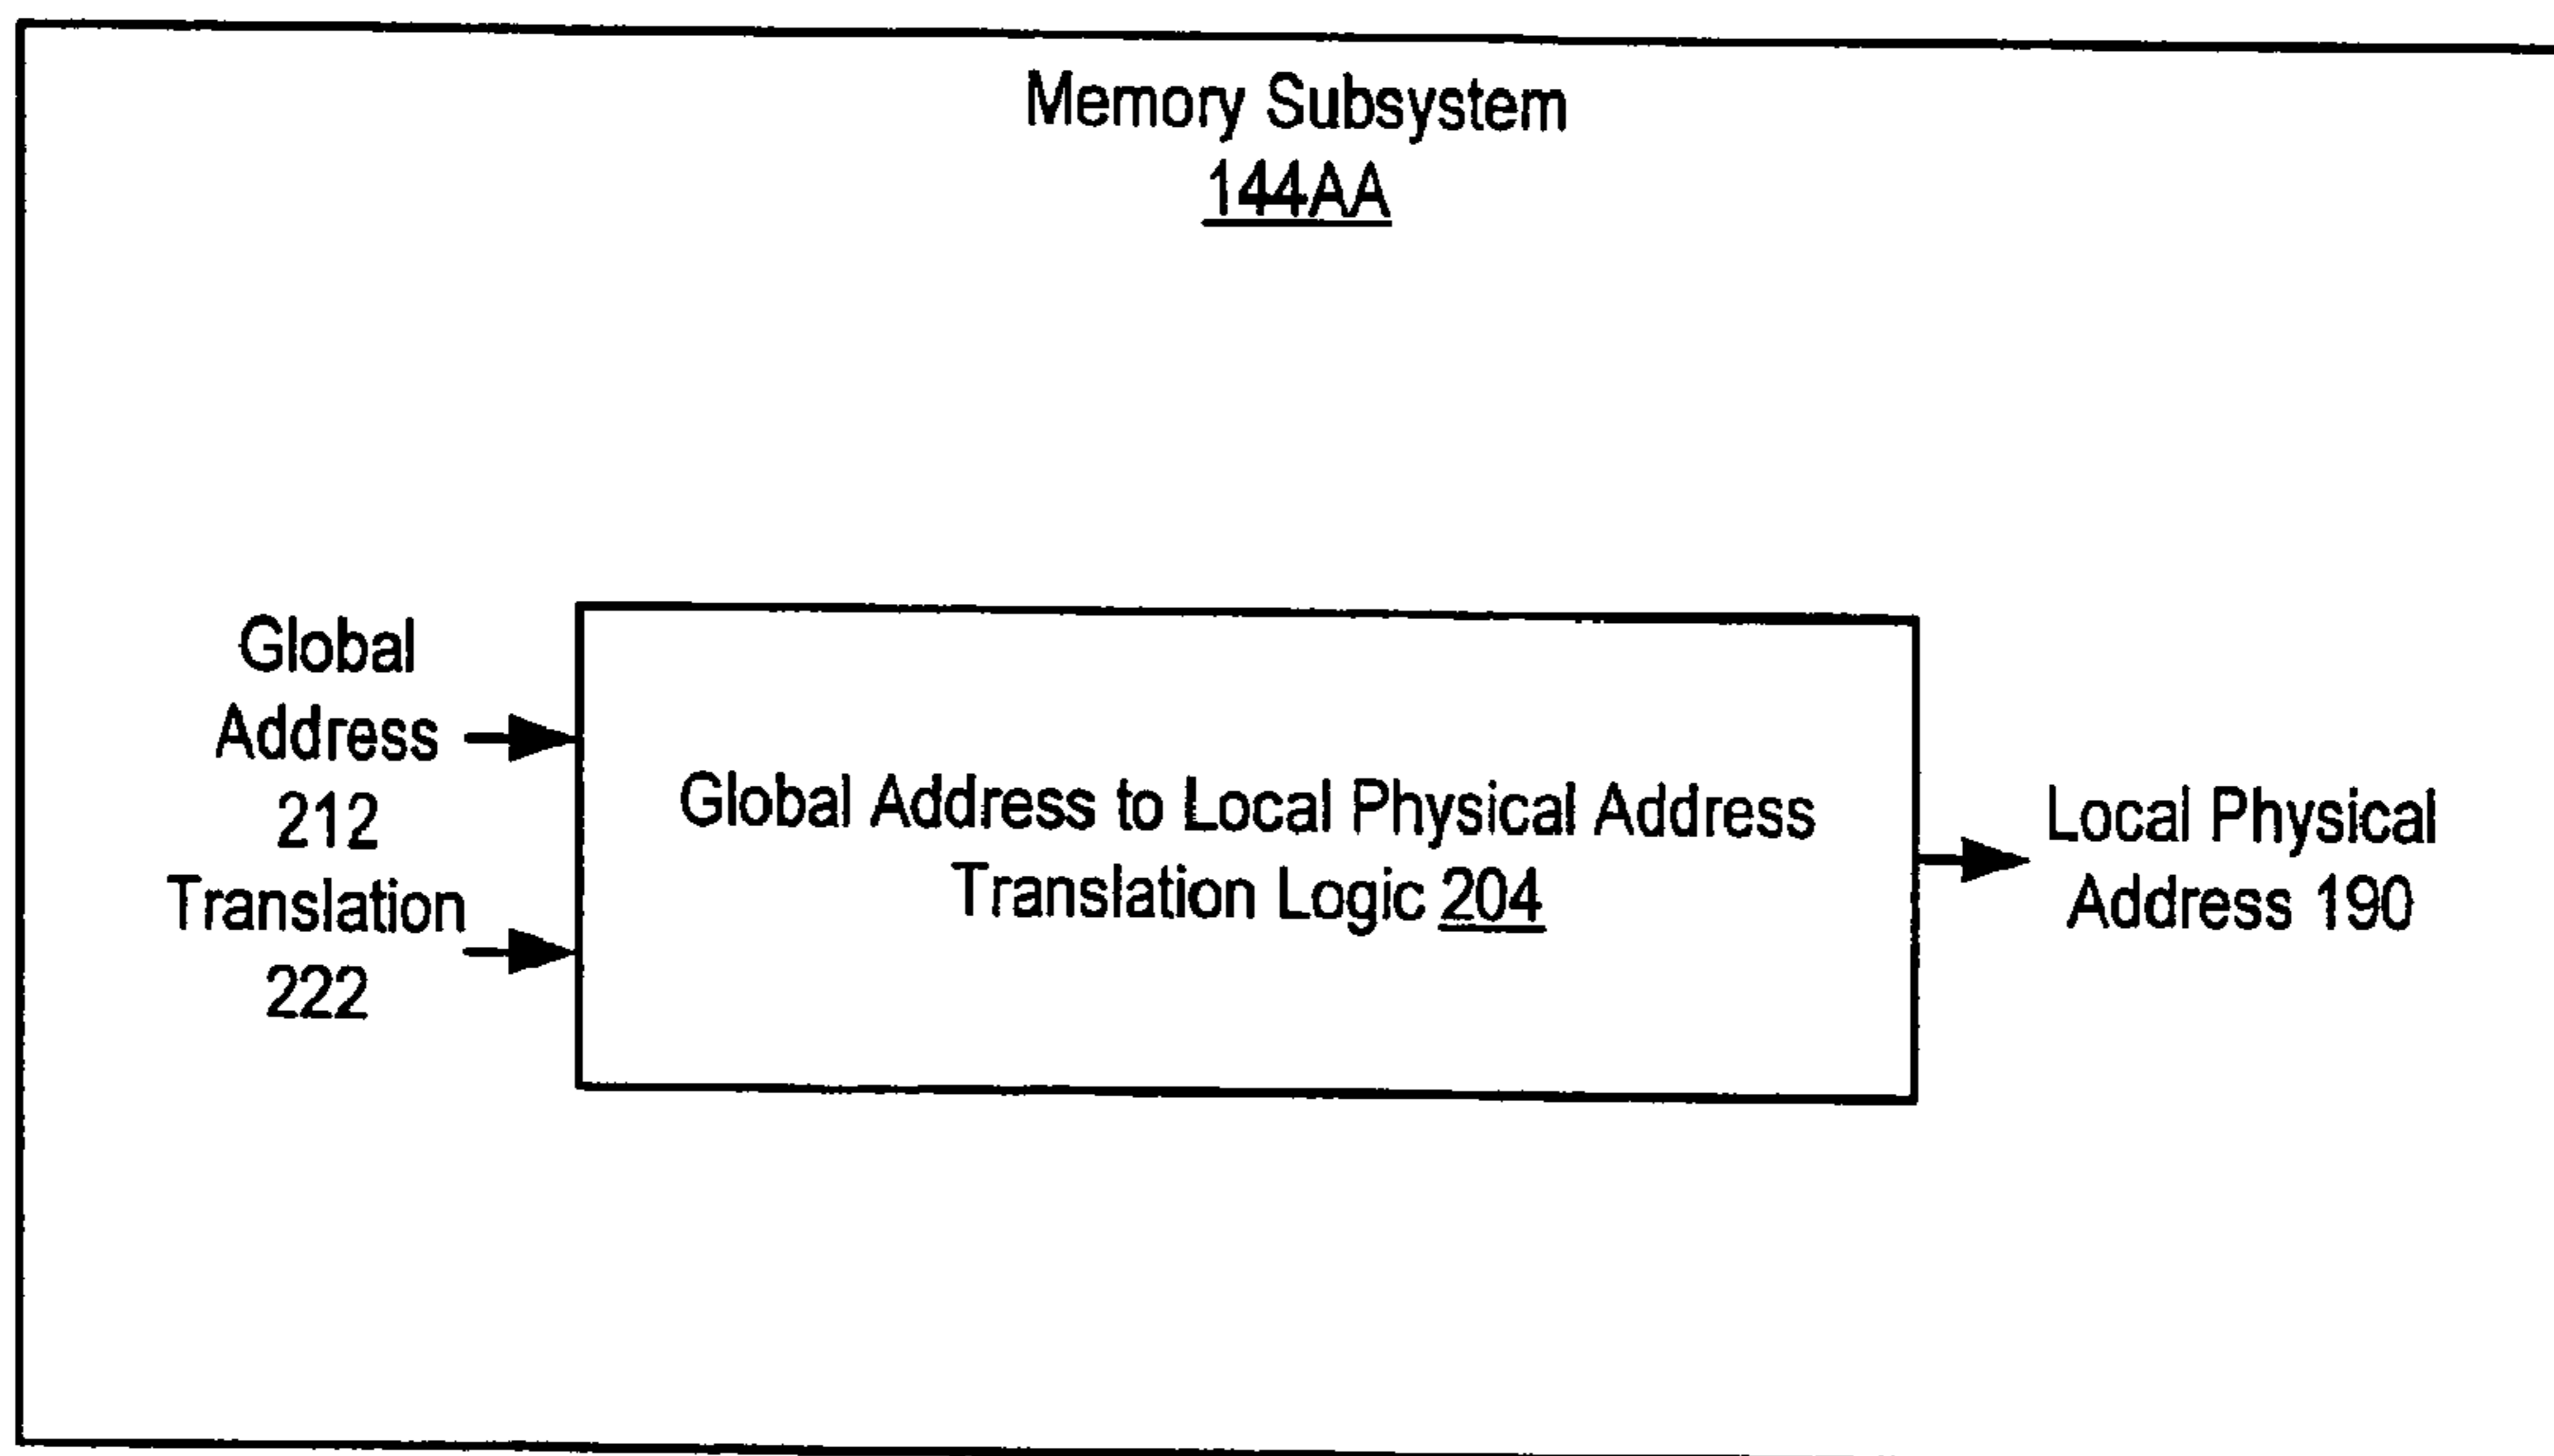 Memory Subsystem
144AA
Global
Address
212
Translation
222
Global Address to Local Physical Address
Translation Logic 204
Local Physical
Address 190